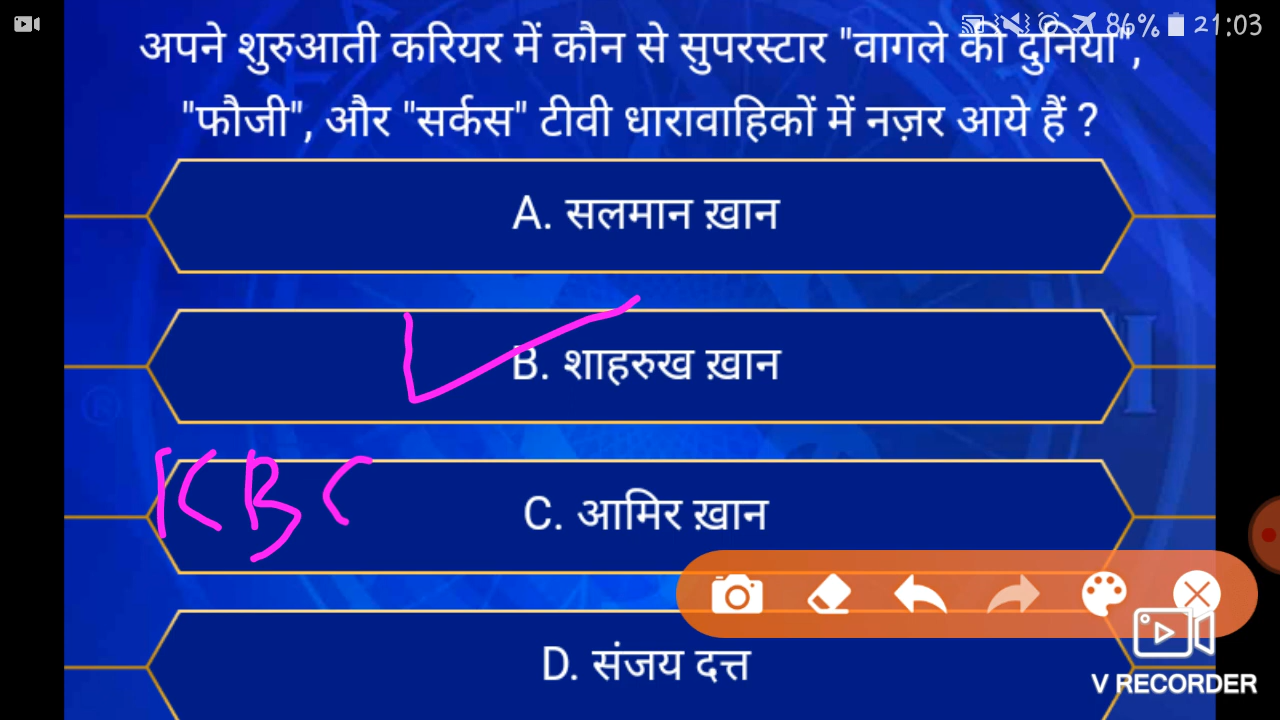 86% 21:03
अपने शुरुआती करियर में कौन से सुपरस्टार "वागले की दुनिया",
"फौजी", और "सर्कस" टीवी धारावाहिकों में नज़र आये हैं ?
A. सलमान ख़ान
B. शाहरुख ख़ान
®
KBC
C. आमिर ख़ान
D. संजय दत्त
V RECORDER